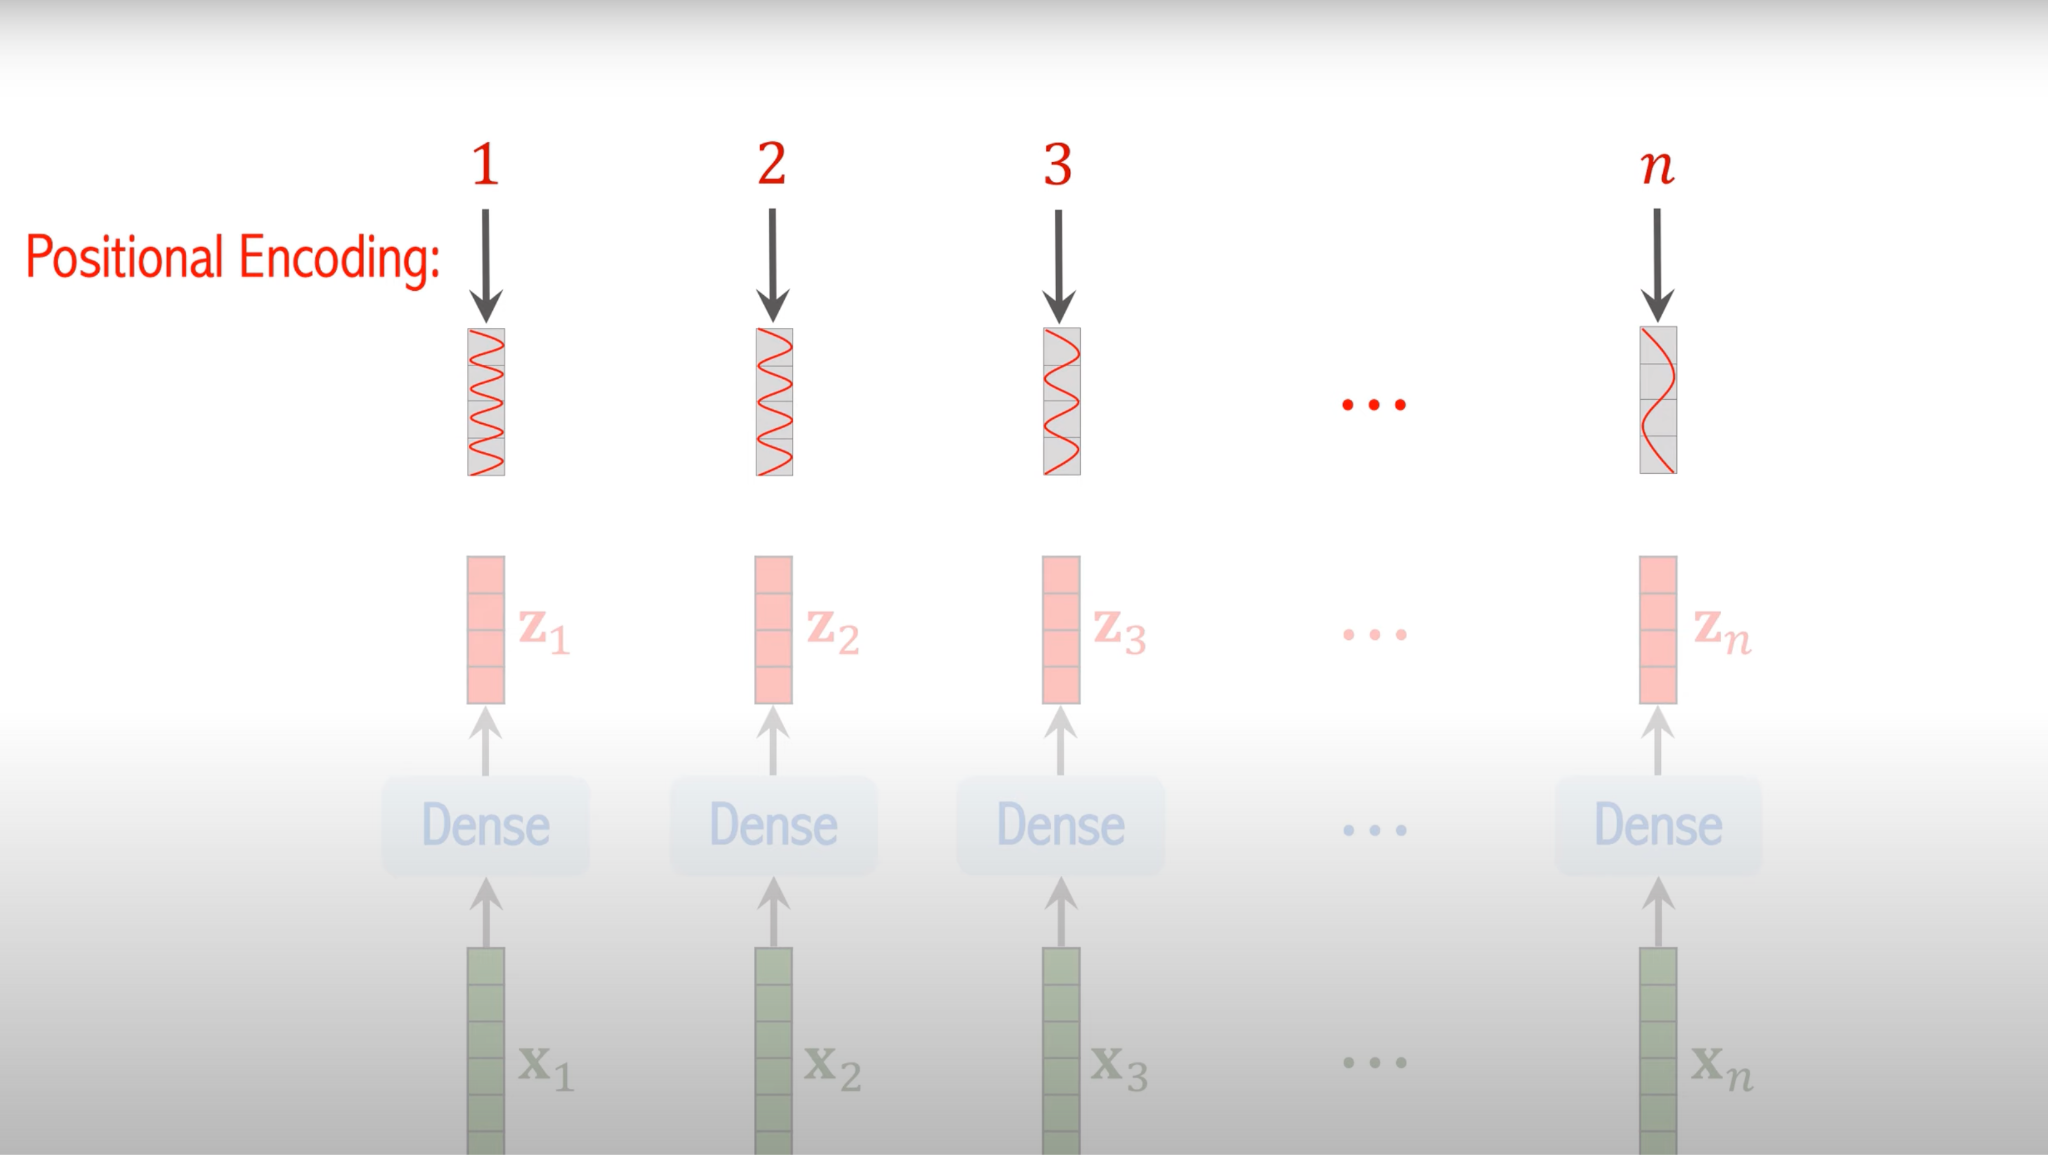 1 2 3 n
Positional Encoding:
...
z₁ z₂ z₃ ... zₙ
Dense Dense Dense ... Dense
x₁ x₂ x₃ ... xₙ